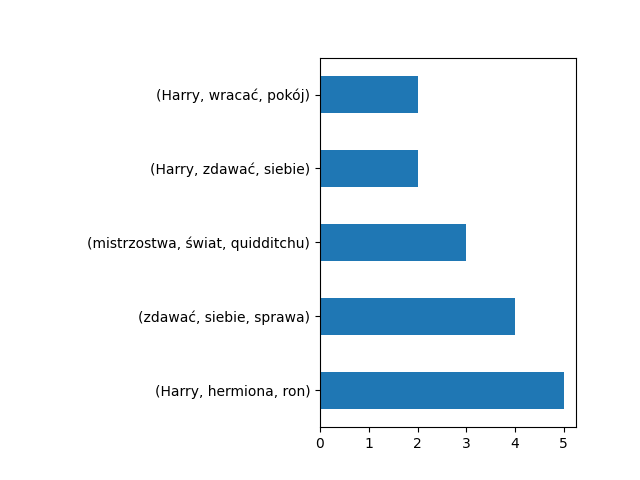 (Harry, wracać, pokój)
(Harry, zdawać, siebie)
(mistrzostwa, świat, quidditchu)
(zdawać, siebie, sprawa)
(Harry, hermiona, ron)
0 1 2 3 4 5